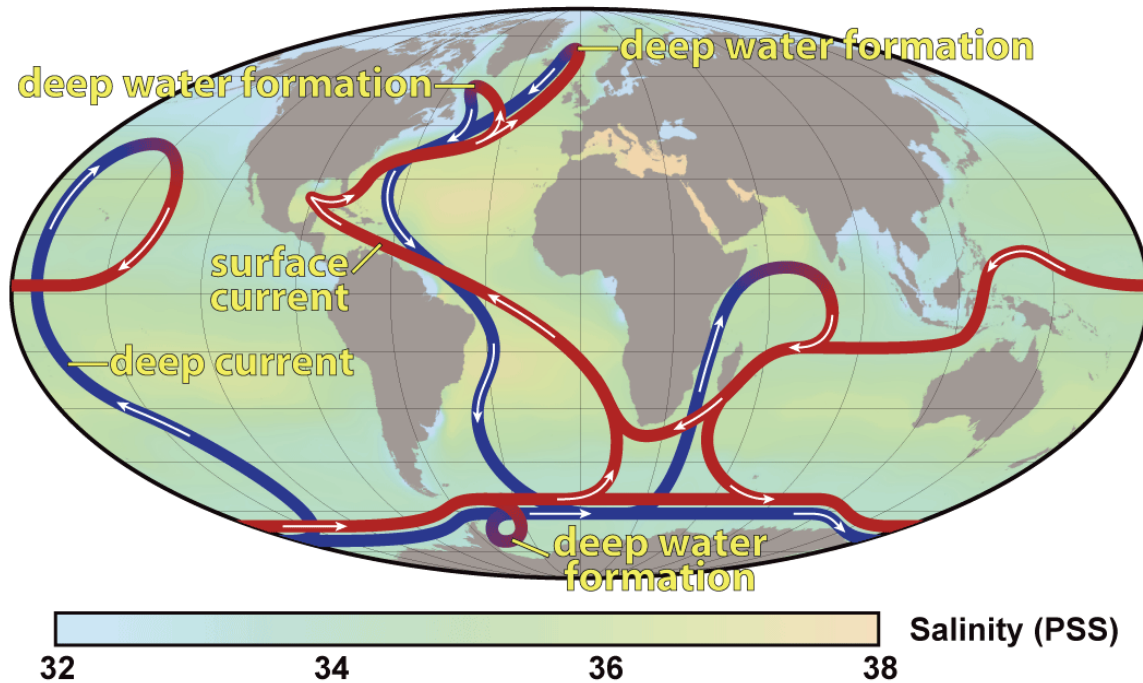 deep water formation
deep water formation
surface
current
deep current
deep water
formation
Salinity (PSS)
32
34
36
38